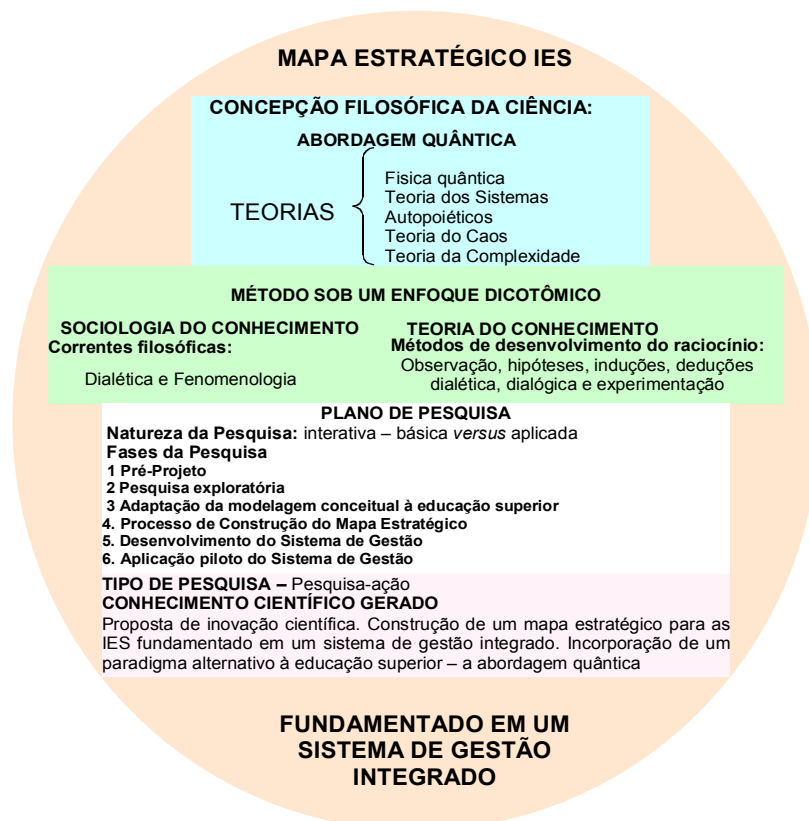 MAPA ESTRATÉGICO IES
CONCEPÇÃO FILOSÓFICA DA CIÊNCIA:
ABORDAGEM QUÂNTICA
TEORIAS
Fisica quântica
Teoria dos Sistemas
Autopoiéticos
Teoria do Caos
Teoria da Complexidade
MÉTODO SOB UM ENFOQUE DICOTÔMICO
SOCIOLOGIA DO CONHECIMENTO
Correntes filosóficas:
Dialética e Fenomenologia
TEORIA DO CONHECIMENTO
Métodos de desenvolvimento do raciocínio:
Observação, hipóteses, induções, deduções
dialética, dialógica e experimentação
PLANO DE PESQUISA
Natureza da Pesquisa: interativa – básica versus aplicada
Fases da Pesquisa
1 Pré-Projeto
2 Pesquisa exploratória
3 Adaptação da modelagem conceitual à educação superior
4. Processo de Construção do Mapa Estratégico
5. Desenvolvimento do Sistema de Gestão
6. Aplicação piloto do Sistema de Gestão
TIPO DE PESQUISA – Pesquisa-ação
CONHECIMENTO CIENTÍFICO GERADO
Proposta de inovação científica. Construção de um mapa estratégico para as
IES fundamentado em um sistema de gestão integrado. Incorporação de um
paradigma alternativo à educação superior – a abordagem quântica
FUNDAMENTADO EM UM
SISTEMA DE GESTÃO
INTEGRADO